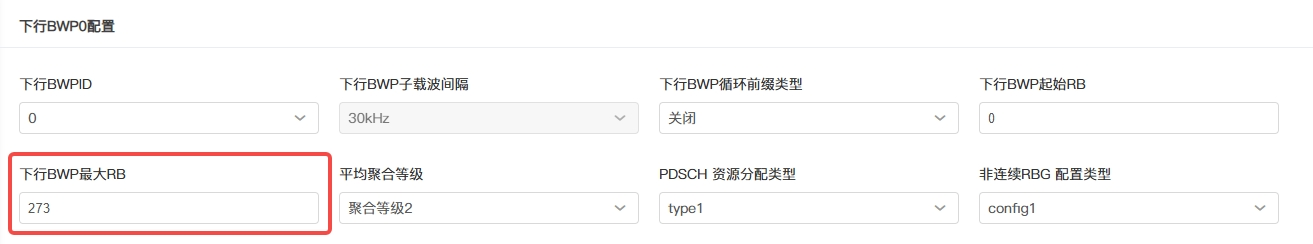 下行BWP0配置
下行BWPID 下行BWP子载波间隔 下行BWP循环前缀类型 下行BWP起始RB
0 30kHz 关闭 0
下行BWP最大RB 平均聚合等级 PDSCH 资源分配类型 非连续RBG 配置类型
273 聚合等级2 type1 config1